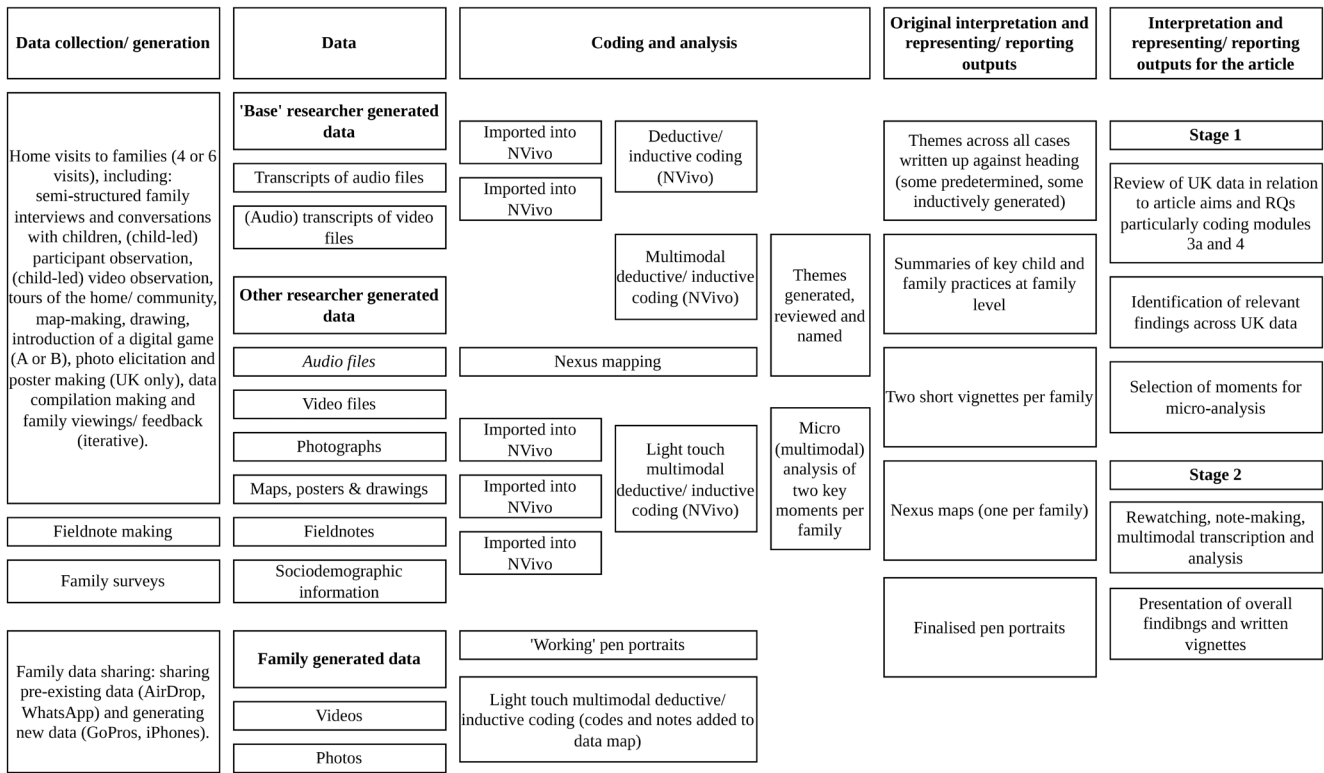 Data collection/ generation
Data
Coding and analysis
Original interpretation and
representing/ reporting
outputs
Interpretation and
representing/ reporting
outputs for the article
Home visits to families (4 or 6
visits), including:
semi-structured family
interviews and conversations
with children, (child-led)
participant observation,
(child-led) video observation,
tours of the home/ community,
map-making, drawing,
introduction of a digital game
(A or B), photo elicitation and
poster making (UK only), data
compilation making and
family viewings/ feedback
(iterative).
Fieldnote making
Family surveys
Family data sharing: sharing
pre-existing data (AirDrop,
WhatsApp) and generating
new data (GoPros, iPhones).
'Base' researcher generated
data
Transcripts of audio files
(Audio) transcripts of video
files
Other researcher generated
data
Audio files
Video files
Photographs
Maps, posters & drawings
Fieldnotes
Sociodemographic
information
Family generated data
Videos
Photos
Imported into
NVivo
Imported into
NVivo
Deductive/
inductive coding
(NVivo)
Multimodal
deductive/ inductive
coding (NVivo)
Themes
generated,
reviewed and
named
Nexus mapping
Imported into
NVivo
Imported into
NVivo
Imported into
NVivo
Light touch
multimodal
deductive/ inductive
coding (NVivo)
Micro
(multimodal)
analysis of
two key
moments per
family
'Working' pen portraits
Light touch multimodal deductive/
inductive coding (codes and notes added to
data map)
Themes across all cases
written up against heading
(some predetermined, some
inductively generated)
Summaries of key child and
family practices at family
level
Two short vignettes per family
Nexus maps (one per family)
Finalised pen portraits
Stage 1
Review of UK data in relation
to article aims and RQs
particularly coding modules
3a and 4
Identification of relevant
findings across UK data
Selection of moments for
micro-analysis
Stage 2
Rewatching, note-making,
multimodal transcription and
analysis
Presentation of overall
findibngs and written
vignettes